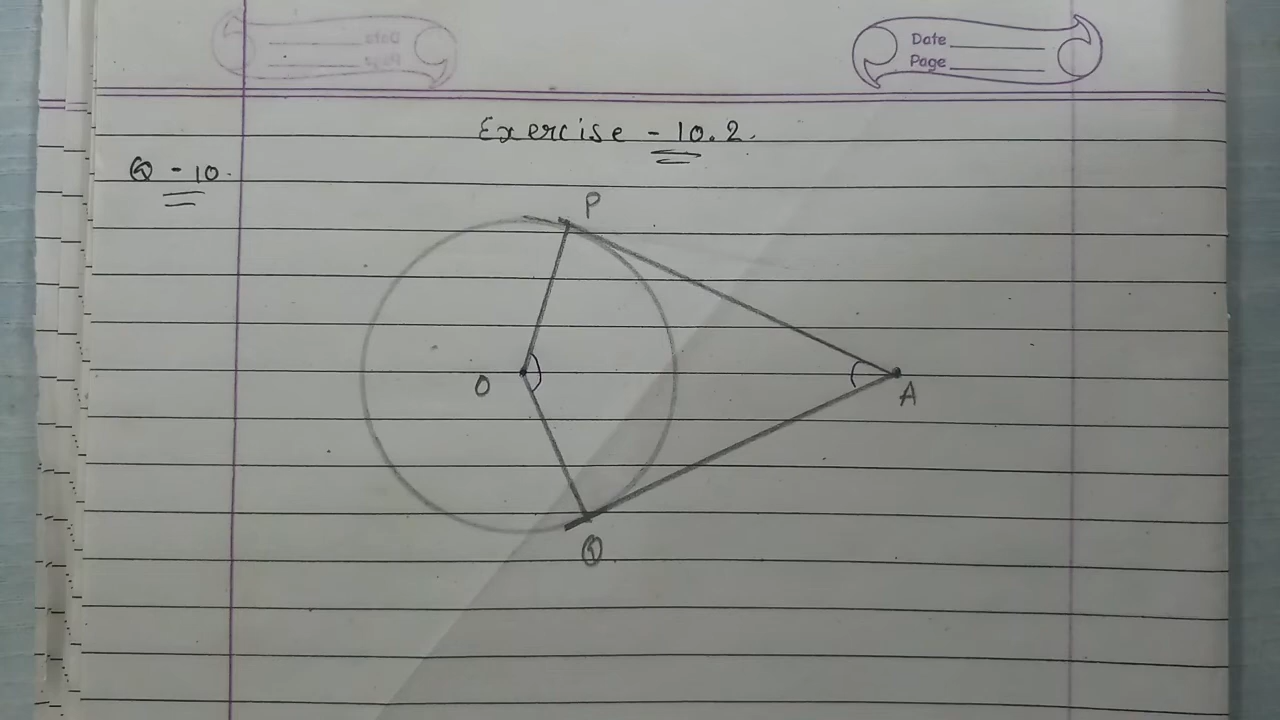 Date
Page
Exercise - 10.2.
Q - 10.
P
O
A
Q